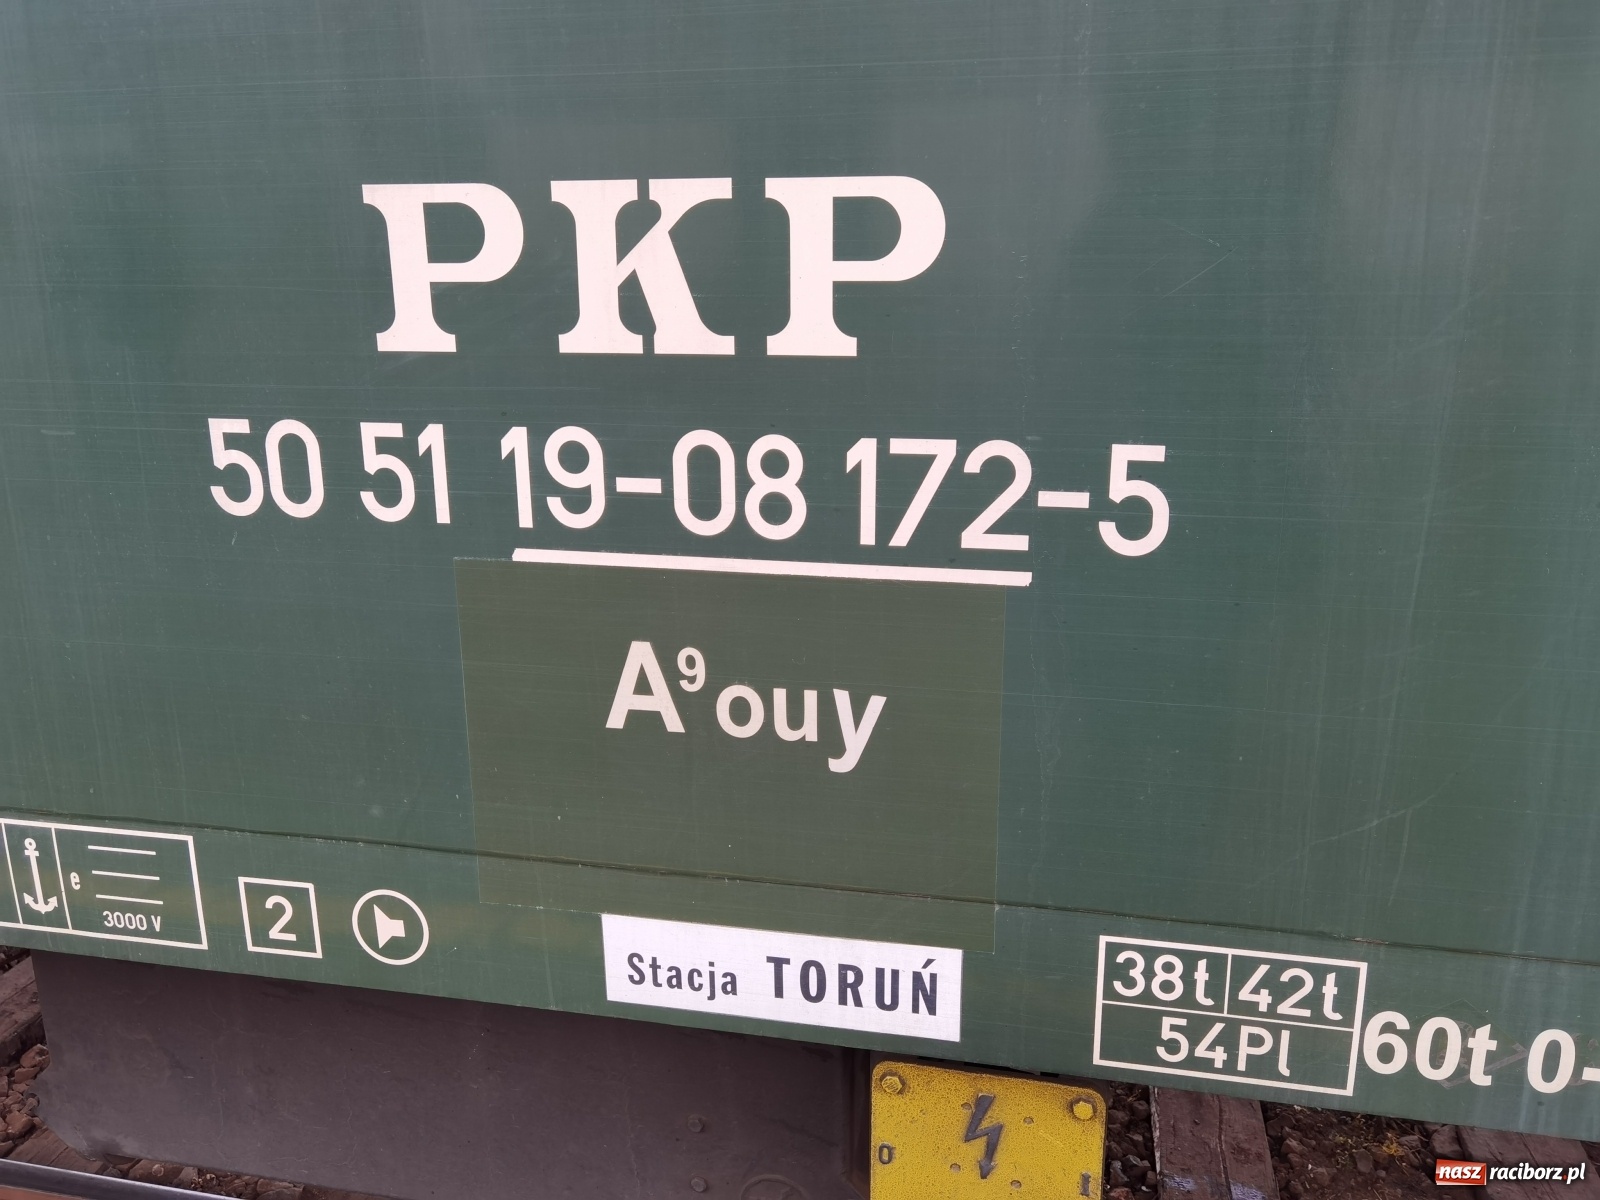 PKP
50 51 19-08 172-5
A⁹ouy
e
3000 V
2
Stacja TORUŃ
38t 42t
54Pl
60t 0-
0 I
nasz raciborz.pl